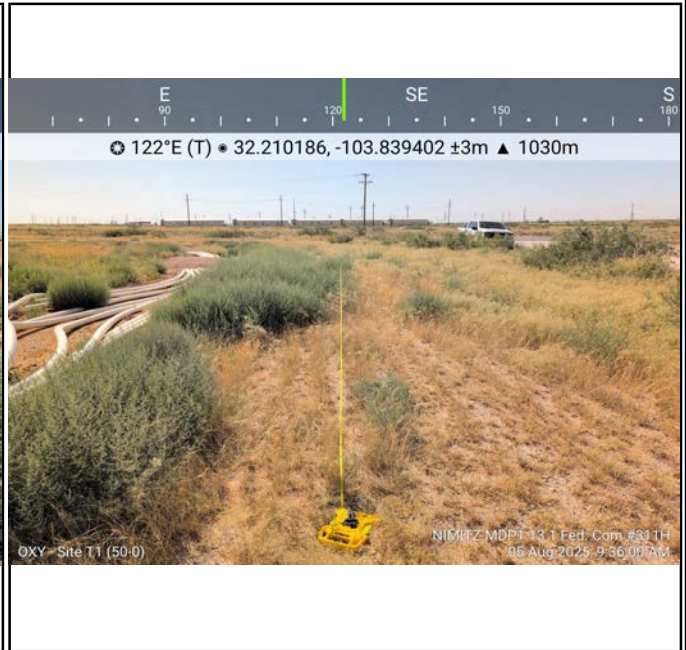 E SE S
90 120 150 180
122°E (T) ● 32.210186, -103.839402 ±3m ▲ 1030m
OXY - Site T1 (50-0)
NIMITZ MDP1 13 1 Fed. Com #311H
05 Aug 2025, 9:36:00 AM